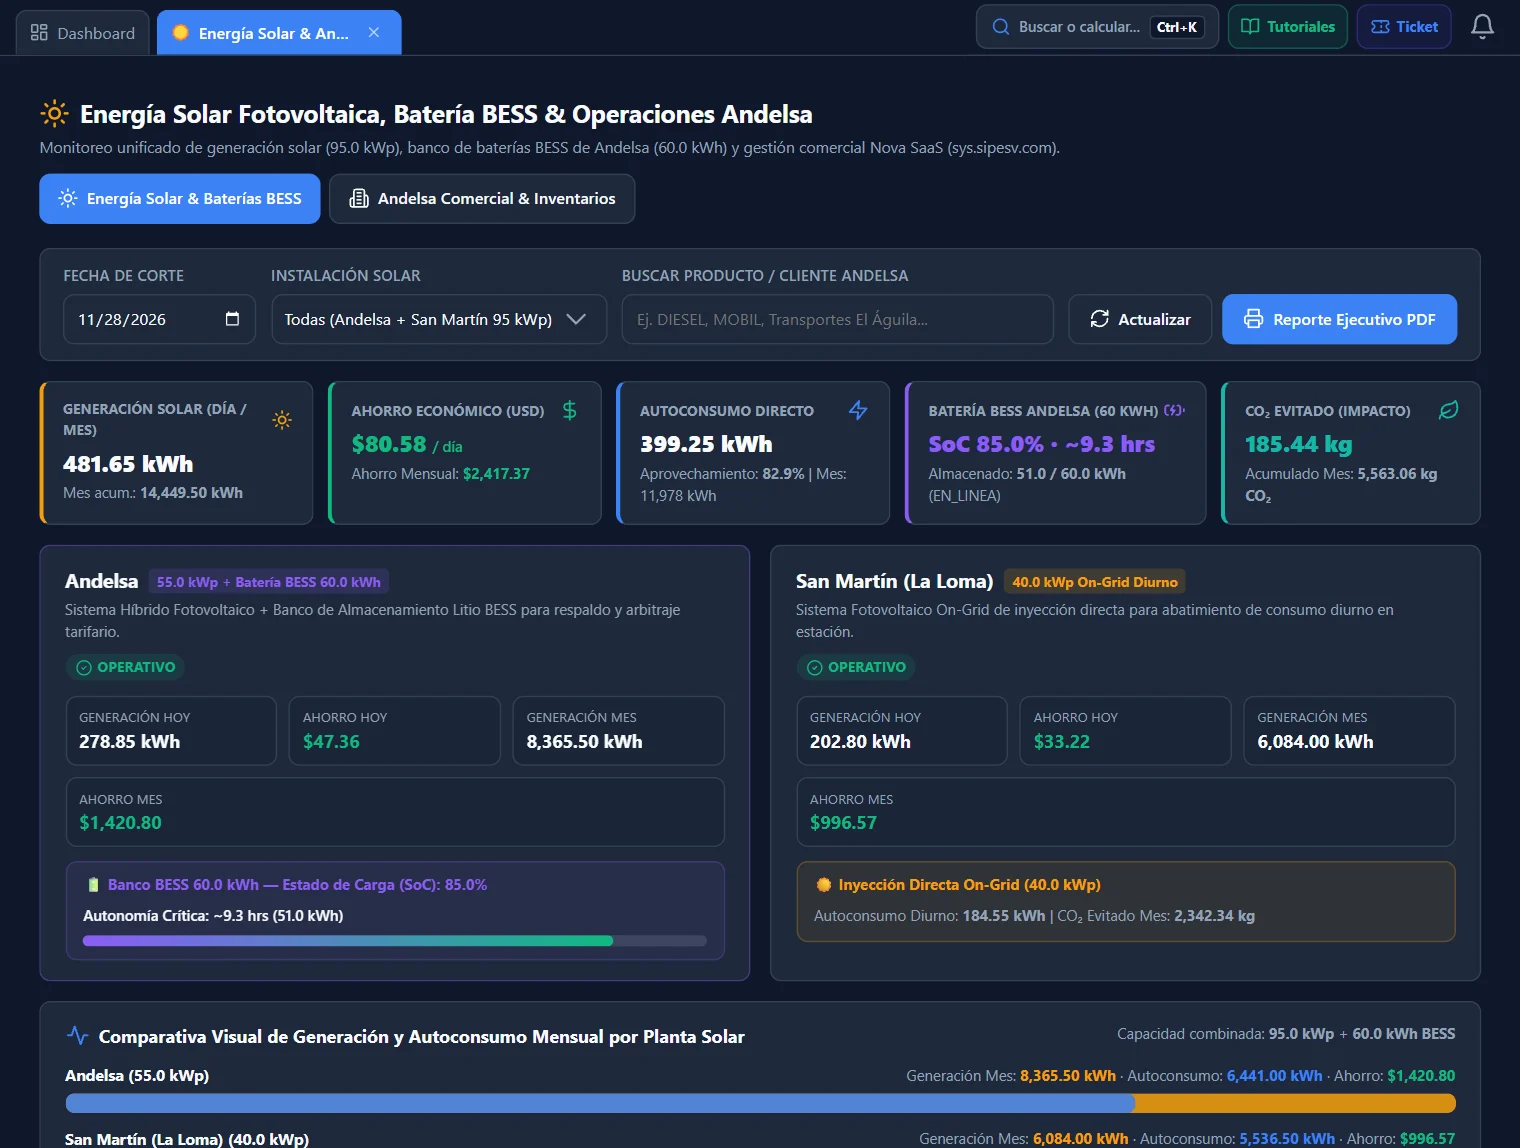 Dashboard
Energía Solar & An...
Buscar o calcular...
Ctrl+K
Tutoriales
Ticket
Energía Solar Fotovoltaica, Batería BESS & Operaciones Andelsa
Monitoreo unificado de generación solar (95.0 kWp), banco de baterías BESS de Andelsa (60.0 kWh) y gestión comercial Nova SaaS (sys.sipesv.com).
Energía Solar & Baterías BESS
Andelsa Comercial & Inventarios
FECHA DE CORTE
INSTALACIÓN SOLAR
BUSCAR PRODUCTO / CLIENTE ANDELSA
11/28/2026
Todas (Andelsa + San Martín 95 kWp)
Ej. DIESEL, MOBIL, Transportes El Águila...
Actualizar
Reporte Ejecutivo PDF
GENERACIÓN SOLAR (DÍA /
MES)
481.65 kWh
Mes acum.: 14,449.50 kWh
AHORRO ECONÓMICO (USD)
$80.58 / día
Ahorro Mensual: $2,417.37
AUTOCONSUMO DIRECTO
399.25 kWh
Aprovechamiento: 82.9% | Mes:
11,978 kWh
BATERÍA BESS ANDELSA (60 KWH)
SoC 85.0% · ~9.3 hrs
Almacenado: 51.0 / 60.0 kWh
(EN_LINEA)
CO₂ EVITADO (IMPACTO)
185.44 kg
Acumulado Mes: 5,563.06 kg
CO₂
Andelsa
55.0 kWp + Batería BESS 60.0 kWh
Sistema Híbrido Fotovoltaico + Banco de Almacenamiento Litio BESS para respaldo y arbitraje
tarifario.
OPERATIVO
GENERACIÓN HOY
278.85 kWh
AHORRO HOY
$47.36
GENERACIÓN MES
8,365.50 kWh
AHORRO MES
$1,420.80
Banco BESS 60.0 kWh — Estado de Carga (SoC): 85.0%
Autonomía Crítica: ~9.3 hrs (51.0 kWh)
San Martín (La Loma)
40.0 kWp On-Grid Diurno
Sistema Fotovoltaico On-Grid de inyección directa para abatimiento de consumo diurno en
estación.
OPERATIVO
GENERACIÓN HOY
202.80 kWh
AHORRO HOY
$33.22
GENERACIÓN MES
6,084.00 kWh
AHORRO MES
$996.57
Inyección Directa On-Grid (40.0 kWp)
Autoconsumo Diurno: 184.55 kWh | CO₂ Evitado Mes: 2,342.34 kg
Comparativa Visual de Generación y Autoconsumo Mensual por Planta Solar
Capacidad combinada: 95.0 kWp + 60.0 kWh BESS
Andelsa (55.0 kWp)
Generación Mes: 8,365.50 kWh · Autoconsumo: 6,441.00 kWh · Ahorro: $1,420.80
San Martín (La Loma) (40.0 kWp)
Generación Mes: 6,084.00 kWh · Autoconsumo: 5,536.50 kWh · Ahorro: $996.57